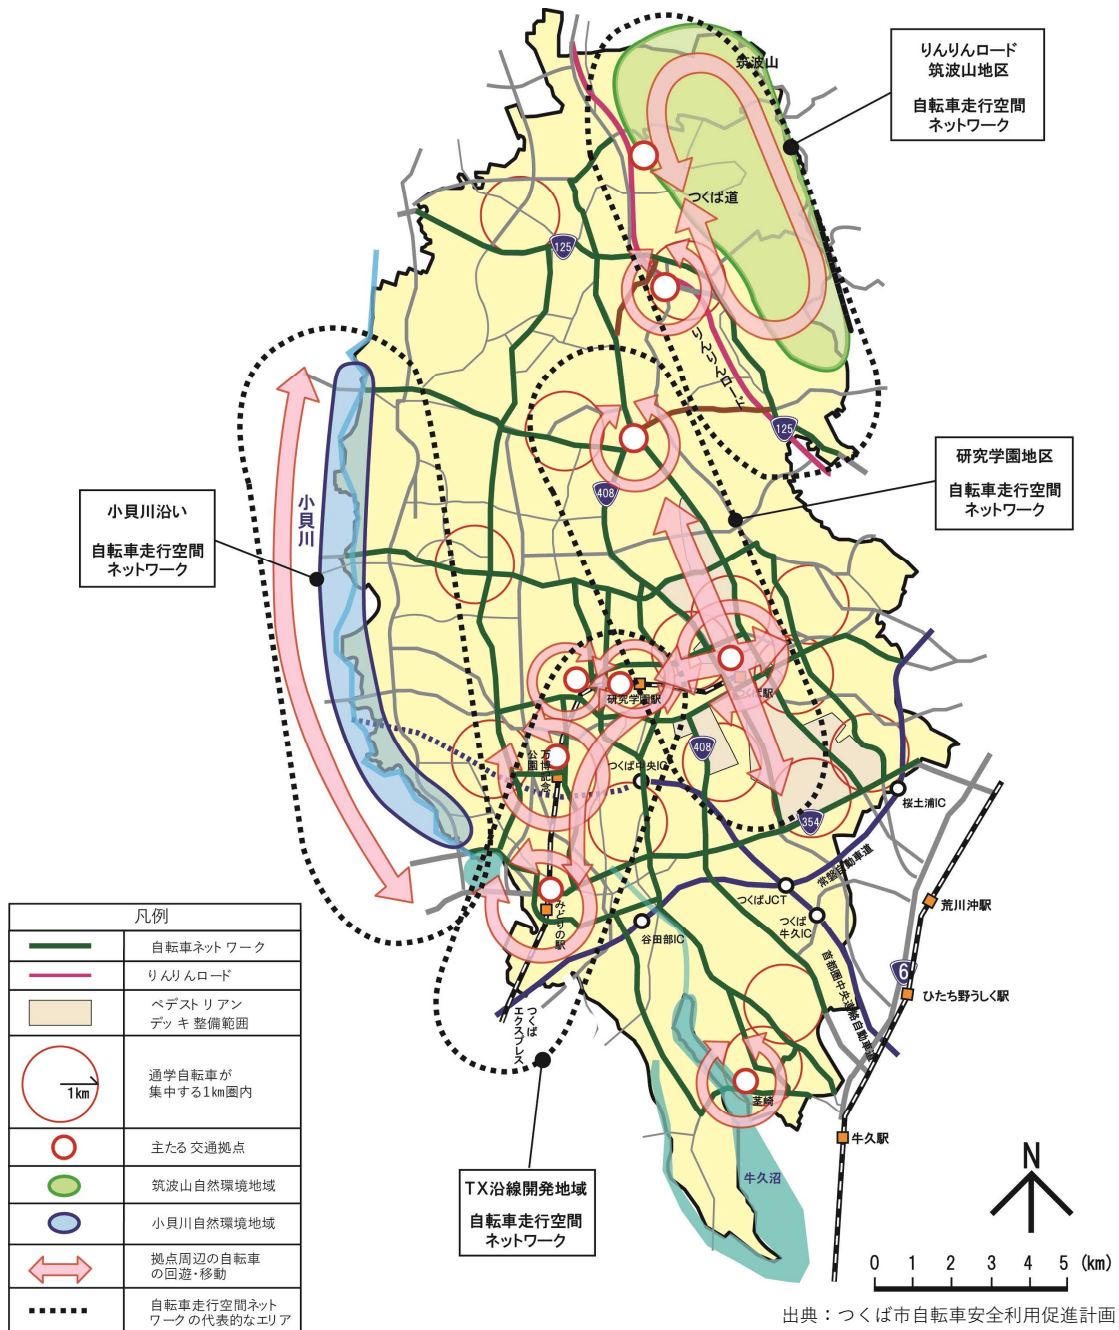 りんりんロード
筑波山地区
自転車走行空間
ネットワーク
筑波山
つくば道
125
りんりんロード
125
研究学園地区
自転車走行空間
ネットワーク
408
小貝川
小貝川沿い
自転車走行空間
ネットワーク
研究学園駅
つくば駅
万博記念
公園
つくば中央IC
408
354
桜土浦IC
常磐自動車道
つくばJCT
つくば
牛久IC
谷田部IC
みどりの駅
首都圏中央連絡自動車道
荒川沖駅
6
ひたち野うしく駅
つくば
エクスプレス
茎崎
牛久駅
牛久沼
TX沿線開発地域
自転車走行空間
ネットワーク
凡例
自転車ネットワーク
りんりんロード
ペデストリアン
デッキ整備範囲
1km
通学自転車が
集中する1km圏内
主たる交通拠点
筑波山自然環境地域
小貝川自然環境地域
拠点周辺の自転車
の回遊・移動
自転車走行空間ネット
ワークの代表的なエリア
N
0 1 2 3 4 5 (km)
出典：つくば市自転車安全利用促進計画